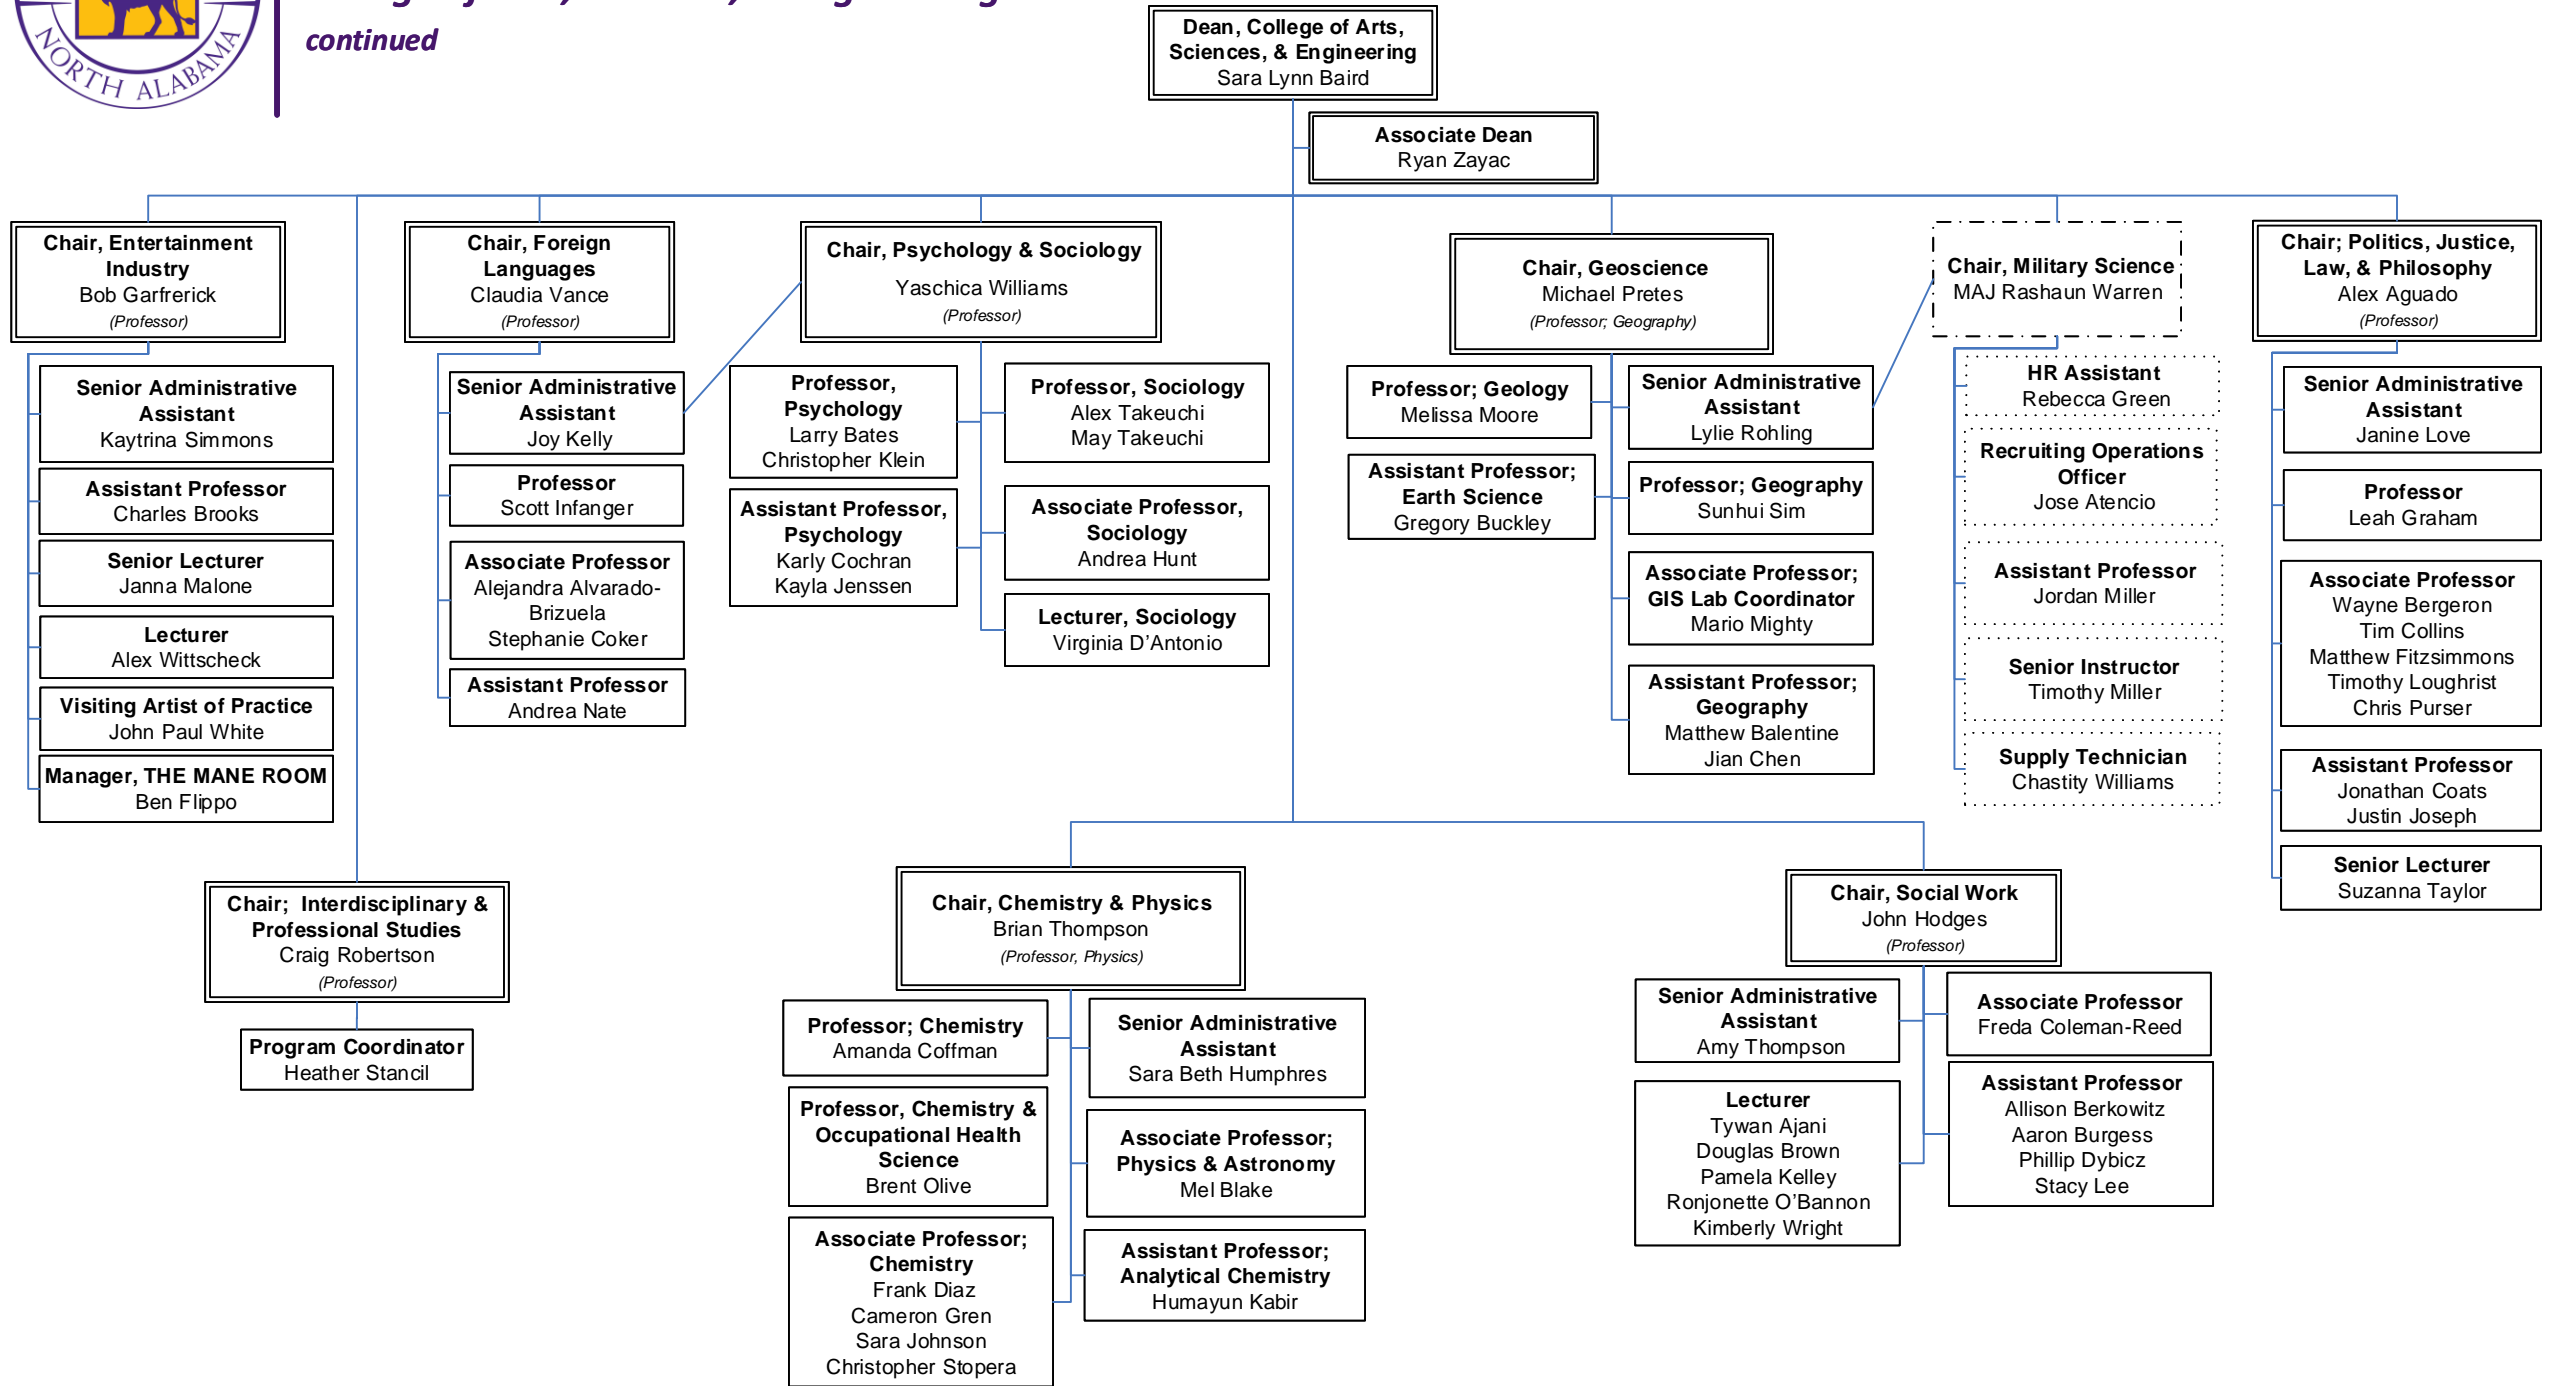 NORTH ALABAMA
continued
Dean, College of Arts,
Sciences, & Engineering
Sara Lynn Baird
Associate Dean
Ryan Zayac
Chair, Entertainment
Industry
Bob Garfrerick
(Professor)
Senior Administrative
Assistant
Kaytrina Simmons
Assistant Professor
Charles Brooks
Senior Lecturer
Janna Malone
Lecturer
Alex Wittscheck
Visiting Artist of Practice
John Paul White
Manager, THE MANE ROOM
Ben Flippo
Chair, Foreign
Languages
Claudia Vance
(Professor)
Senior Administrative
Assistant
Joy Kelly
Professor
Scott Infanger
Associate Professor
Alejandra Alvarado-
Brizuela
Stephanie Coker
Assistant Professor
Andrea Nate
Chair, Psychology & Sociology
Yaschica Williams
(Professor)
Professor,
Psychology
Larry Bates
Christopher Klein
Assistant Professor,
Psychology
Karly Cochran
Kayla Jenssen
Professor, Sociology
Alex Takeuchi
May Takeuchi
Associate Professor,
Sociology
Andrea Hunt
Lecturer, Sociology
Virginia D’Antonio
Chair, Geoscience
Michael Pretes
(Professor; Geography)
Professor; Geology
Melissa Moore
Assistant Professor;
Earth Science
Gregory Buckley
Senior Administrative
Assistant
Lylie Rohling
Professor; Geography
Sunhui Sim
Associate Professor;
GIS Lab Coordinator
Mario Mighty
Assistant Professor;
Geography
Matthew Balentine
Jian Chen
Chair, Military Science
MAJ Rashaun Warren
HR Assistant
Rebecca Green
Recruiting Operations
Officer
Jose Atencio
Assistant Professor
Jordan Miller
Senior Instructor
Timothy Miller
Supply Technician
Chastity Williams
Chair; Politics, Justice,
Law, & Philosophy
Alex Aguado
(Professor)
Senior Administrative
Assistant
Janine Love
Professor
Leah Graham
Associate Professor
Wayne Bergeron
Tim Collins
Matthew Fitzsimmons
Timothy Loughrist
Chris Purser
Assistant Professor
Jonathan Coats
Justin Joseph
Senior Lecturer
Suzanna Taylor
Chair; Interdisciplinary &
Professional Studies
Craig Robertson
(Professor)
Program Coordinator
Heather Stancil
Chair, Chemistry & Physics
Brian Thompson
(Professor, Physics)
Professor; Chemistry
Amanda Coffman
Professor, Chemistry &
Occupational Health
Science
Brent Olive
Associate Professor;
Chemistry
Frank Diaz
Cameron Gren
Sara Johnson
Christopher Stopera
Senior Administrative
Assistant
Sara Beth Humphres
Associate Professor;
Physics & Astronomy
Mel Blake
Assistant Professor;
Analytical Chemistry
Humayun Kabir
Chair, Social Work
John Hodges
(Professor)
Senior Administrative
Assistant
Amy Thompson
Lecturer
Tywan Ajani
Douglas Brown
Pamela Kelley
Ronjonette O’Bannon
Kimberly Wright
Associate Professor
Freda Coleman-Reed
Assistant Professor
Allison Berkowitz
Aaron Burgess
Phillip Dybicz
Stacy Lee